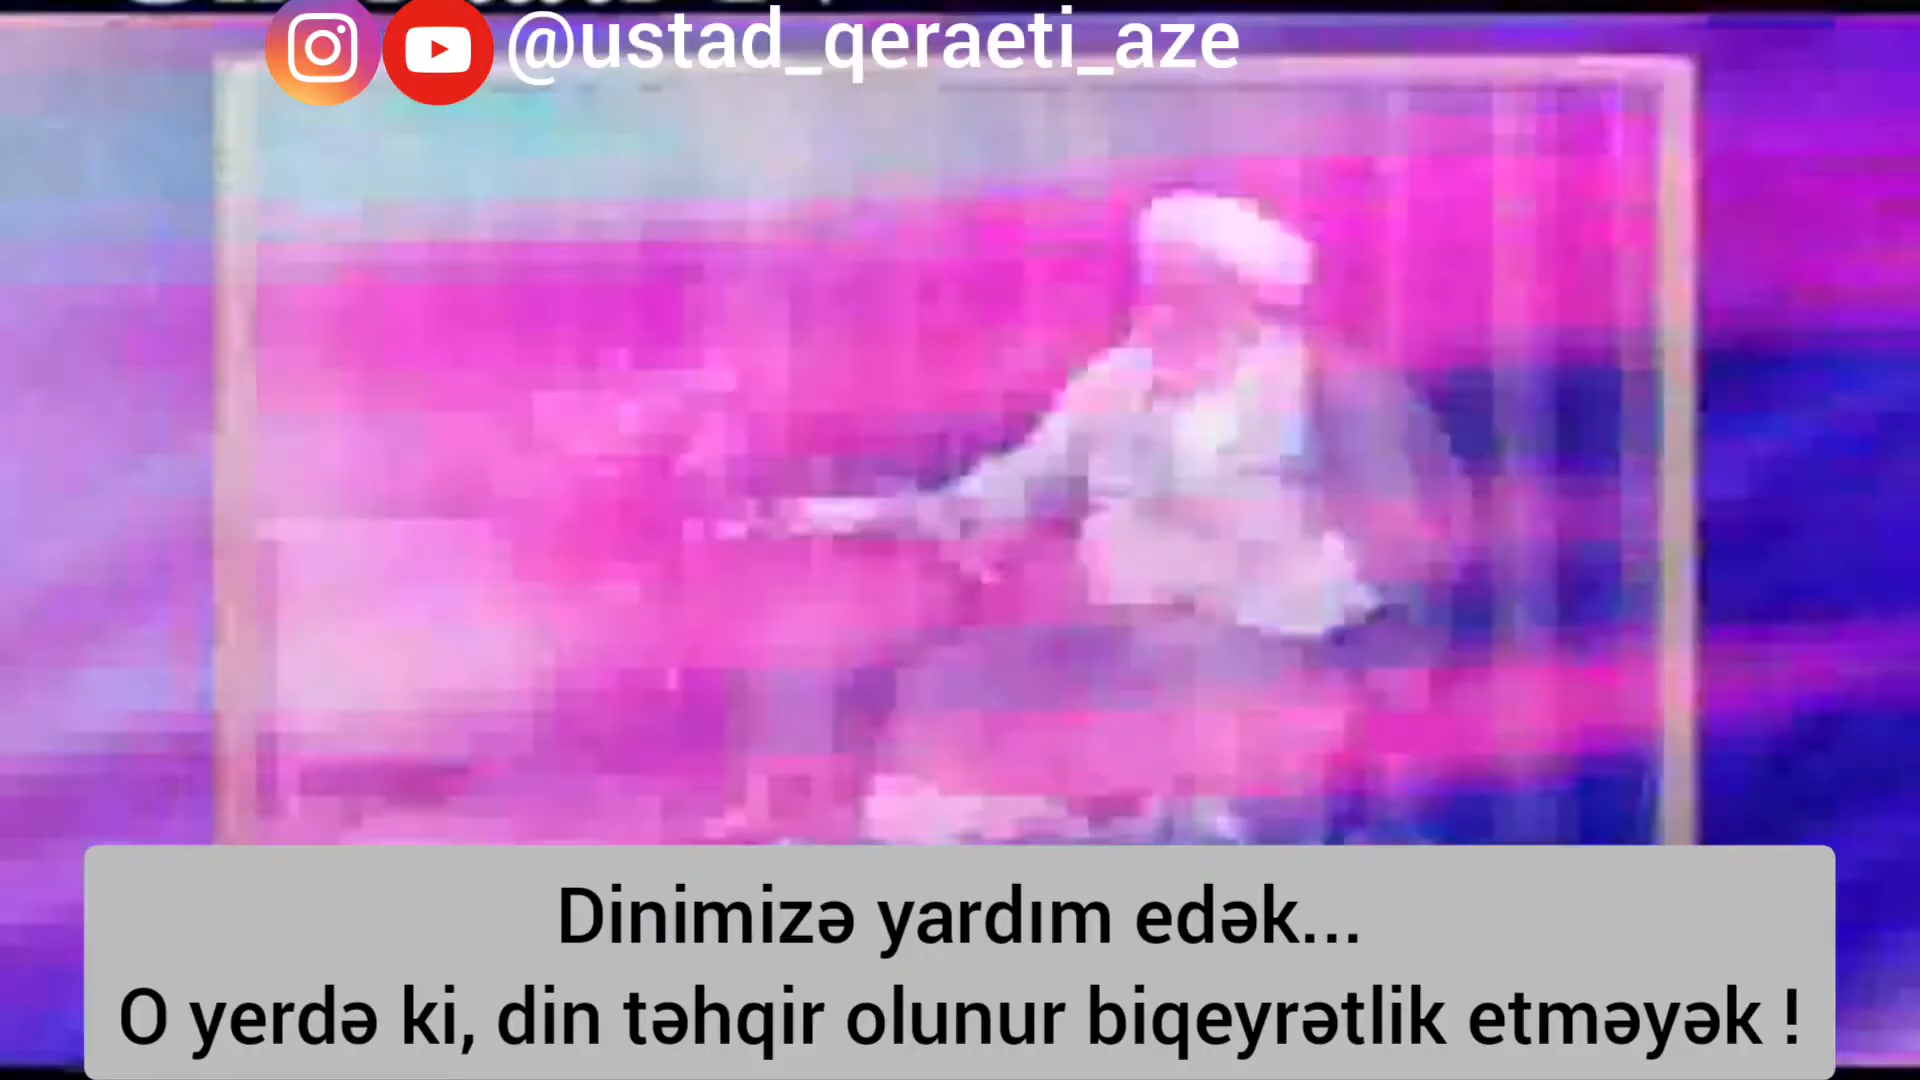 @ustad_qeraeti_aze
Dinimizə yardım edək...
O yerdə ki, din təhqir olunur biqeyrətlik etməyək !